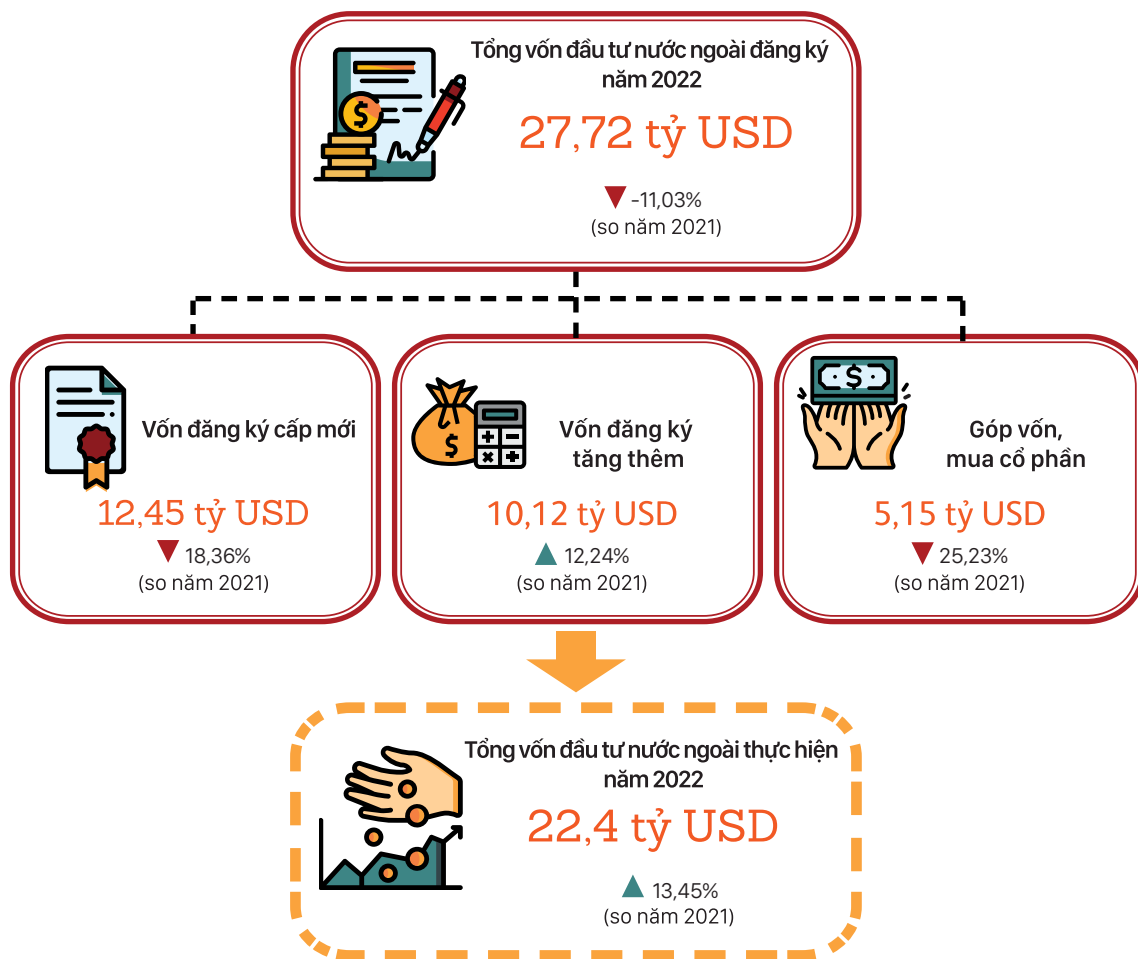 Tổng vốn đầu tư nước ngoài đăng ký
năm 2022
27,72 tỷ USD
-11,03%
(so năm 2021)
Vốn đăng ký cấp mới
12,45 tỷ USD
18,36%
(so năm 2021)
Vốn đăng ký
tăng thêm
10,12 tỷ USD
12,24%
(so năm 2021)
Góp vốn,
mua cổ phần
5,15 tỷ USD
25,23%
(so năm 2021)
Tổng vốn đầu tư nước ngoài thực hiện
năm 2022
22,4 tỷ USD
13,45%
(so năm 2021)